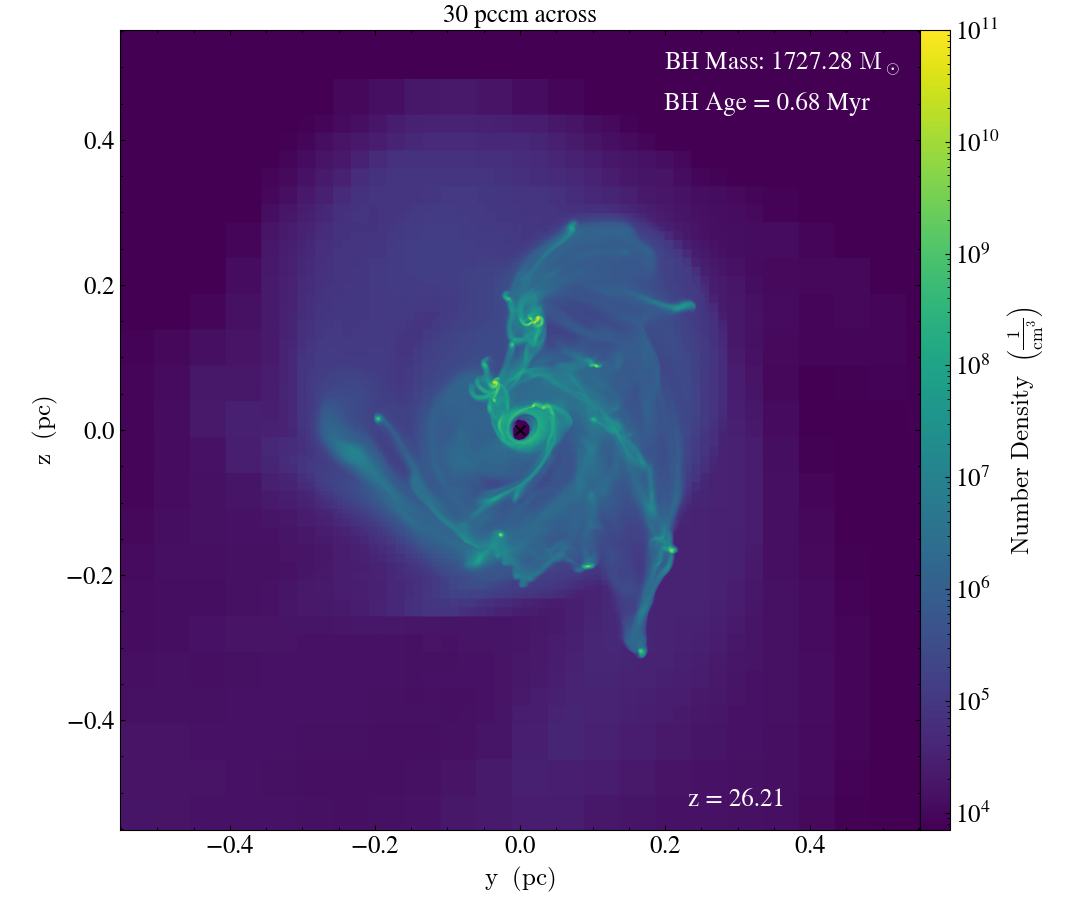 30 pccm across
BH Mass: 1727.28 M⊙
BH Age = 0.68 Myr
z = 26.21
0.4
0.2
0.0
−0.2
−0.4
z (pc)
−0.4
−0.2
0.0
0.2
0.4
y (pc)
10¹¹
10¹⁰
10⁹
10⁸
10⁷
10⁶
10⁵
10⁴
Number Density (1/cm³)